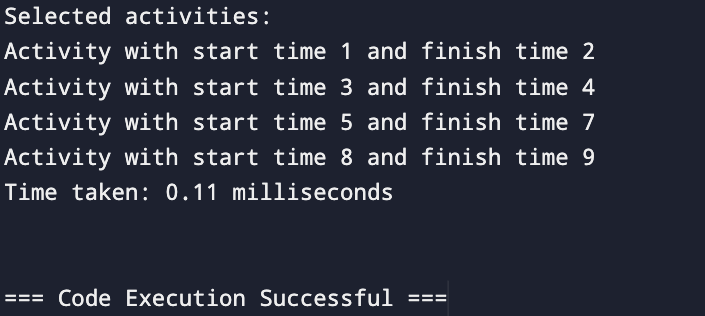 Selected activities:
Activity with start time 1 and finish time 2
Activity with start time 3 and finish time 4
Activity with start time 5 and finish time 7
Activity with start time 8 and finish time 9
Time taken: 0.11 milliseconds
=== Code Execution Successful ===